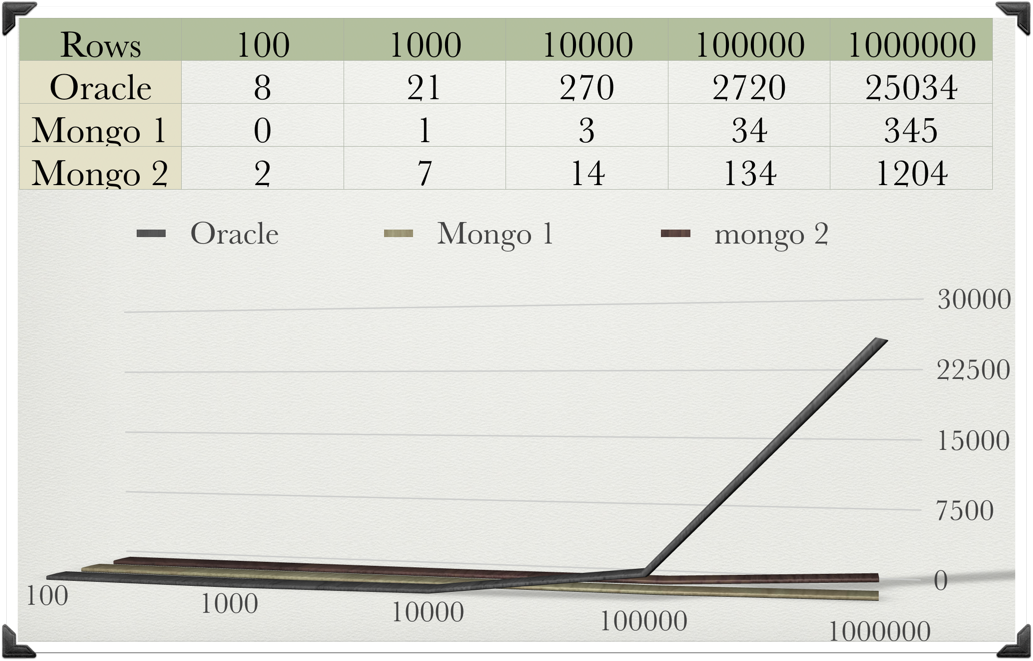 Rows 100 1000 10000 100000 1000000
Oracle 8 21 270 2720 25034
Mongo 1 0 1 3 34 345
Mongo 2 2 7 14 134 1204
Oracle Mongo 1 mongo 2
30000
22500
15000
7500
0
100 1000 10000 100000 1000000